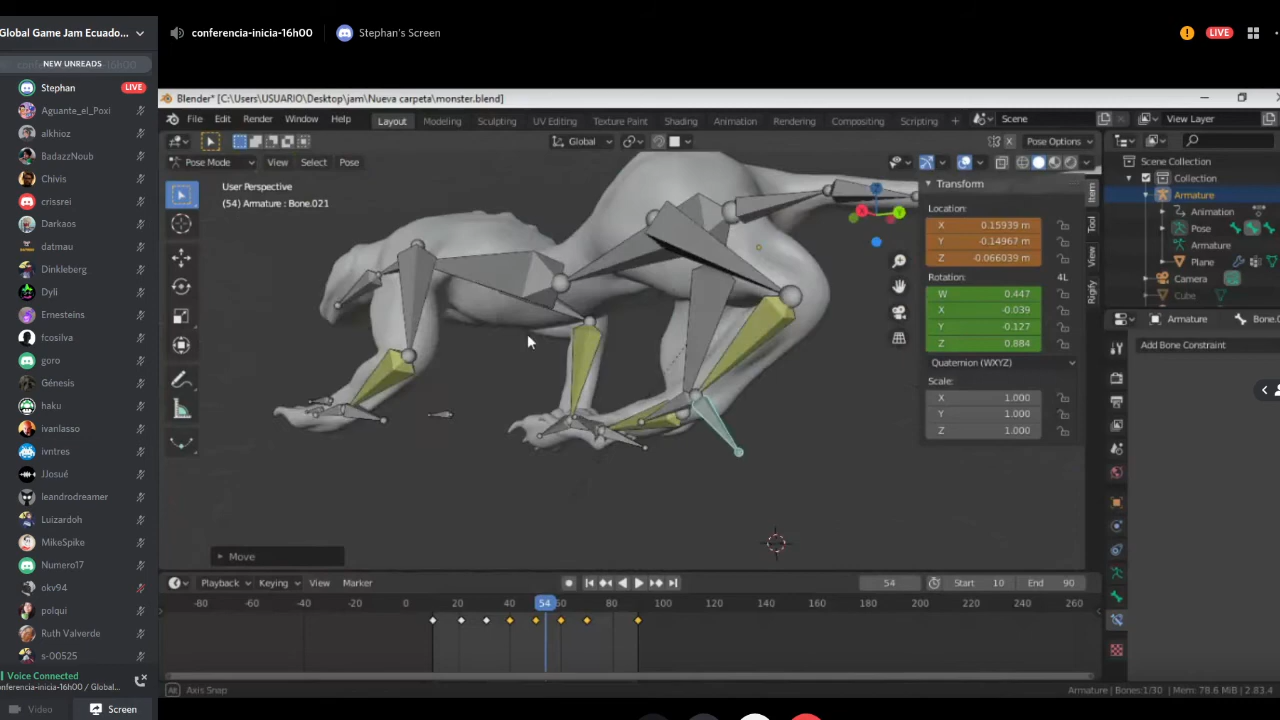 Global Game Jam Ecuado...
conferencia-inicia-16h00
Stephan's Screen
LIVE
NEW UNREADS
Stephan
LIVE
Aguante_el_Poxi
alkhioz
BadazzNoub
Chivis
crissrei
Darkaos
datmau
Dinkleberg
Dyli
Ernesteins
fcosilva
goro
Génesis
haku
ivanlasso
ivntres
JJosué
leandrodreamer
Luizardoh
MikeSpike
Numero17
okv94
polqui
Ruth Valverde
s-00525
Voice Connected
onferencia-inicia-16h00 / Global...
Video
Screen
Blender* [C:\Users\USUARIO\Desktop\jam\Nueva carpeta\monster.blend]
File Edit Render Window Help
Layout Modeling Sculpting UV Editing Texture Paint Shading Animation Rendering Compositing Scripting +
Scene
View Layer
Global
Pose Options
Pose Mode
View Select Pose
User Perspective
(54) Armature : Bone.021
Transform
Location:
X 0.15939 m
Y -0.14967 m
Z -0.066039 m
Rotation: 4L
W 0.447
X -0.039
Y -0.127
Z 0.884
Quaternion (WXYZ)
Scale:
X 1.000
Y 1.000
Z 1.000
Item
Tool
View
Rigify
X
Y
Scene Collection
Collection
Armature
Animation
Pose
Armature
Plane
Camera
Cube
Armature
Bone.0
Add Bone Constraint
Move
Playback Keying View Marker
54
Start 10
End 90
-80 -60 -40 -20 0 20 40 54 60 80 100 120 140 160 180 200 220 240 260
Alt Axis Snap
Armature | Bones:1/30 | Mem: 78.6 MiB | 2.83.4